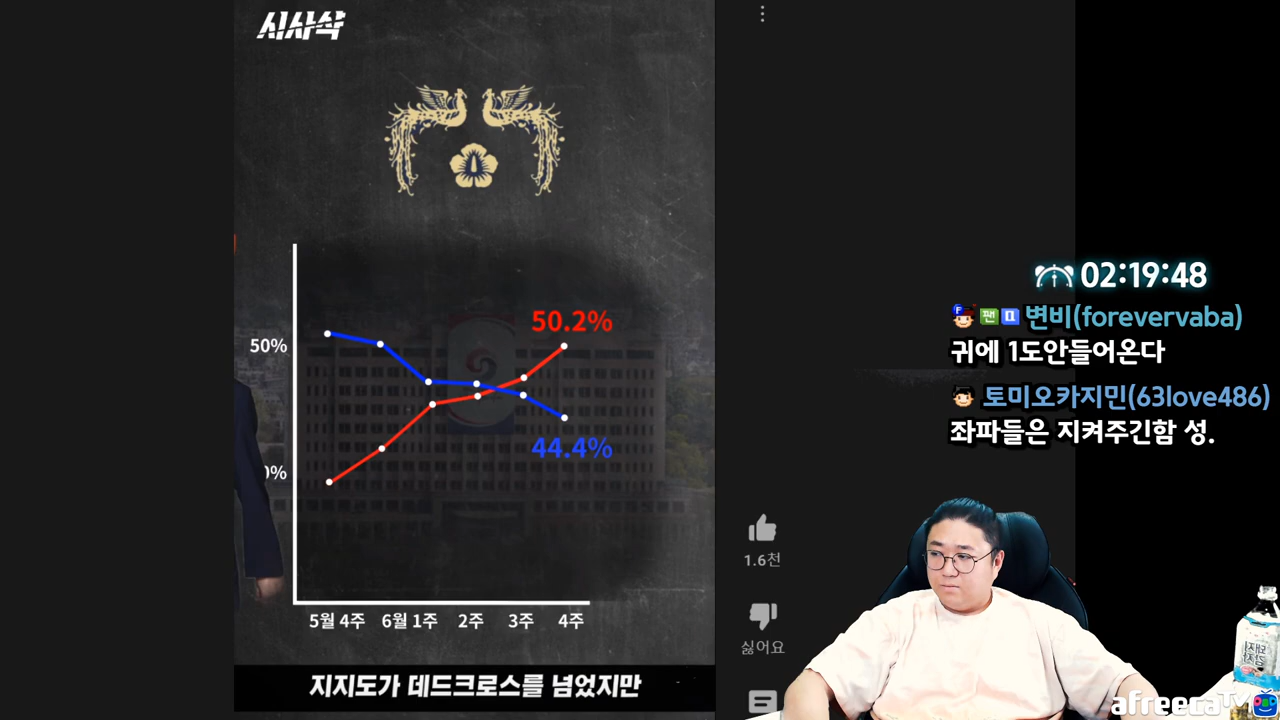 시사샥
50.2%
50%
44.4%
0%
5월 4주 6월 1주 2주 3주 4주
지지도가 데드크로스를 넘었지만
1.6천
싫어요
02:19:48
F 팬 변비(forevervaba)
귀에 1도안들어온다
토미오카지민(63love486)
좌파들은 지켜주긴함 성.
afreecaTV